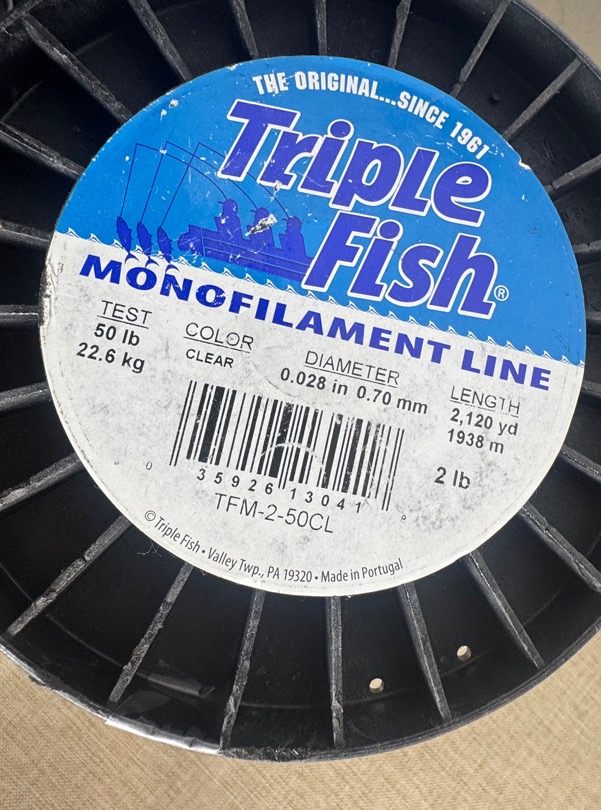 THE ORIGINAL...SINCE 1961
Triple
Fish®
MONOFILAMENT LINE
TEST
50 lb
22.6 kg
COLOR
CLEAR
DIAMETER
0.028 in 0.70 mm
LENGTH
2,120 yd
1938 m
2 lb
0 35926 13041 9
TFM-2-50CL
© Triple Fish • Valley Twp., PA 19320 • Made in Portugal